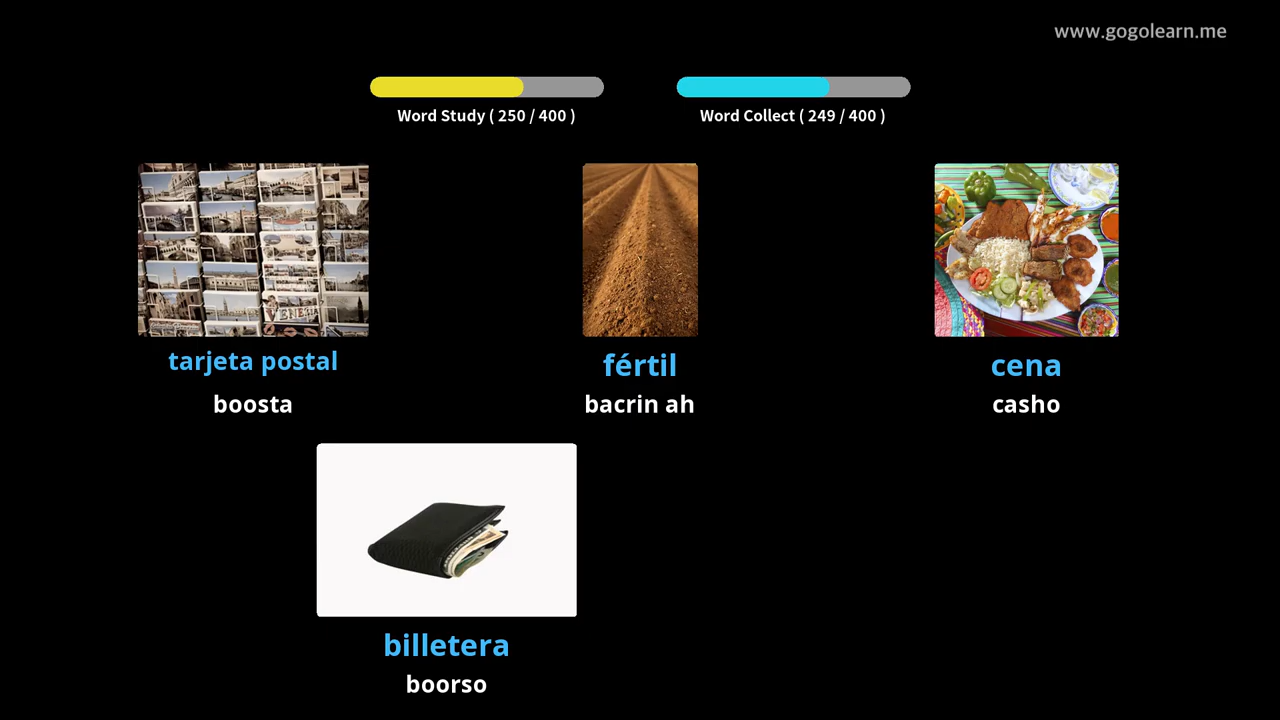 www.gogolearn.me
Word Study ( 250 / 400 )
Word Collect ( 249 / 400 )
tarjeta postal
fértil
cena
boosta
bacrin ah
casho
billetera
boorso